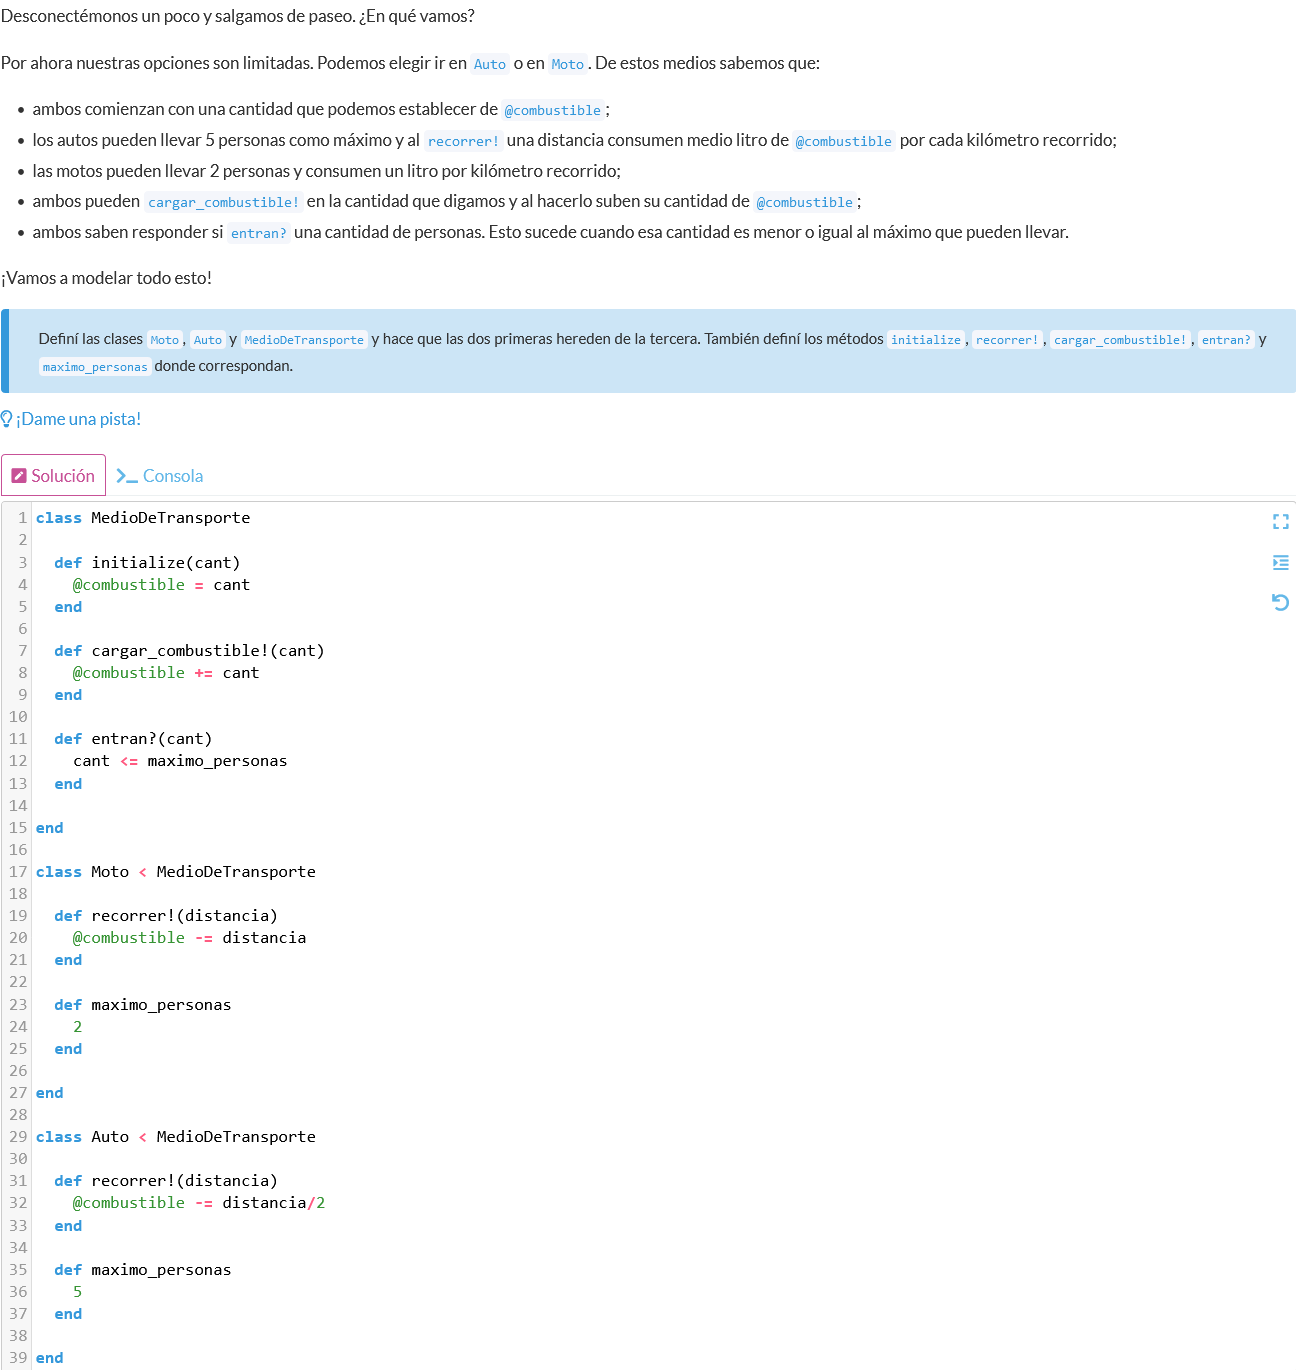 Desconectémonos un poco y salgamos de paseo. ¿En qué vamos?
Por ahora nuestras opciones son limitadas. Podemos elegir ir en Auto o en Moto . De estos medios sabemos que:
• ambos comienzan con una cantidad que podemos establecer de @combustible ;
• los autos pueden llevar 5 personas como máximo y al recorrer! una distancia consumen medio litro de @combustible por cada kilómetro recorrido;
• las motos pueden llevar 2 personas y consumen un litro por kilómetro recorrido;
• ambos pueden cargar_combustible! en la cantidad que digamos y al hacerlo suben su cantidad de @combustible ;
• ambos saben responder si entran? una cantidad de personas. Esto sucede cuando esa cantidad es menor o igual al máximo que pueden llevar.
¡Vamos a modelar todo esto!
Definí las clases Moto , Auto y MedioDeTransporte y hace que las dos primeras hereden de la tercera. También definí los métodos initialize , recorrer! , cargar_combustible! , entran? y
maximo_personas donde correspondan.
¡Dame una pista!
Solución >_ Consola
1 class MedioDeTransporte
2
3   def initialize(cant)
4     @combustible = cant
5   end
6
7   def cargar_combustible!(cant)
8     @combustible += cant
9   end
10
11   def entran?(cant)
12     cant <= maximo_personas
13   end
14
15 end
16
17 class Moto < MedioDeTransporte
18
19   def recorrer!(distancia)
20     @combustible -= distancia
21   end
22
23   def maximo_personas
24     2
25   end
26
27 end
28
29 class Auto < MedioDeTransporte
30
31   def recorrer!(distancia)
32     @combustible -= distancia/2
33   end
34
35   def maximo_personas
36     5
37   end
38
39 end